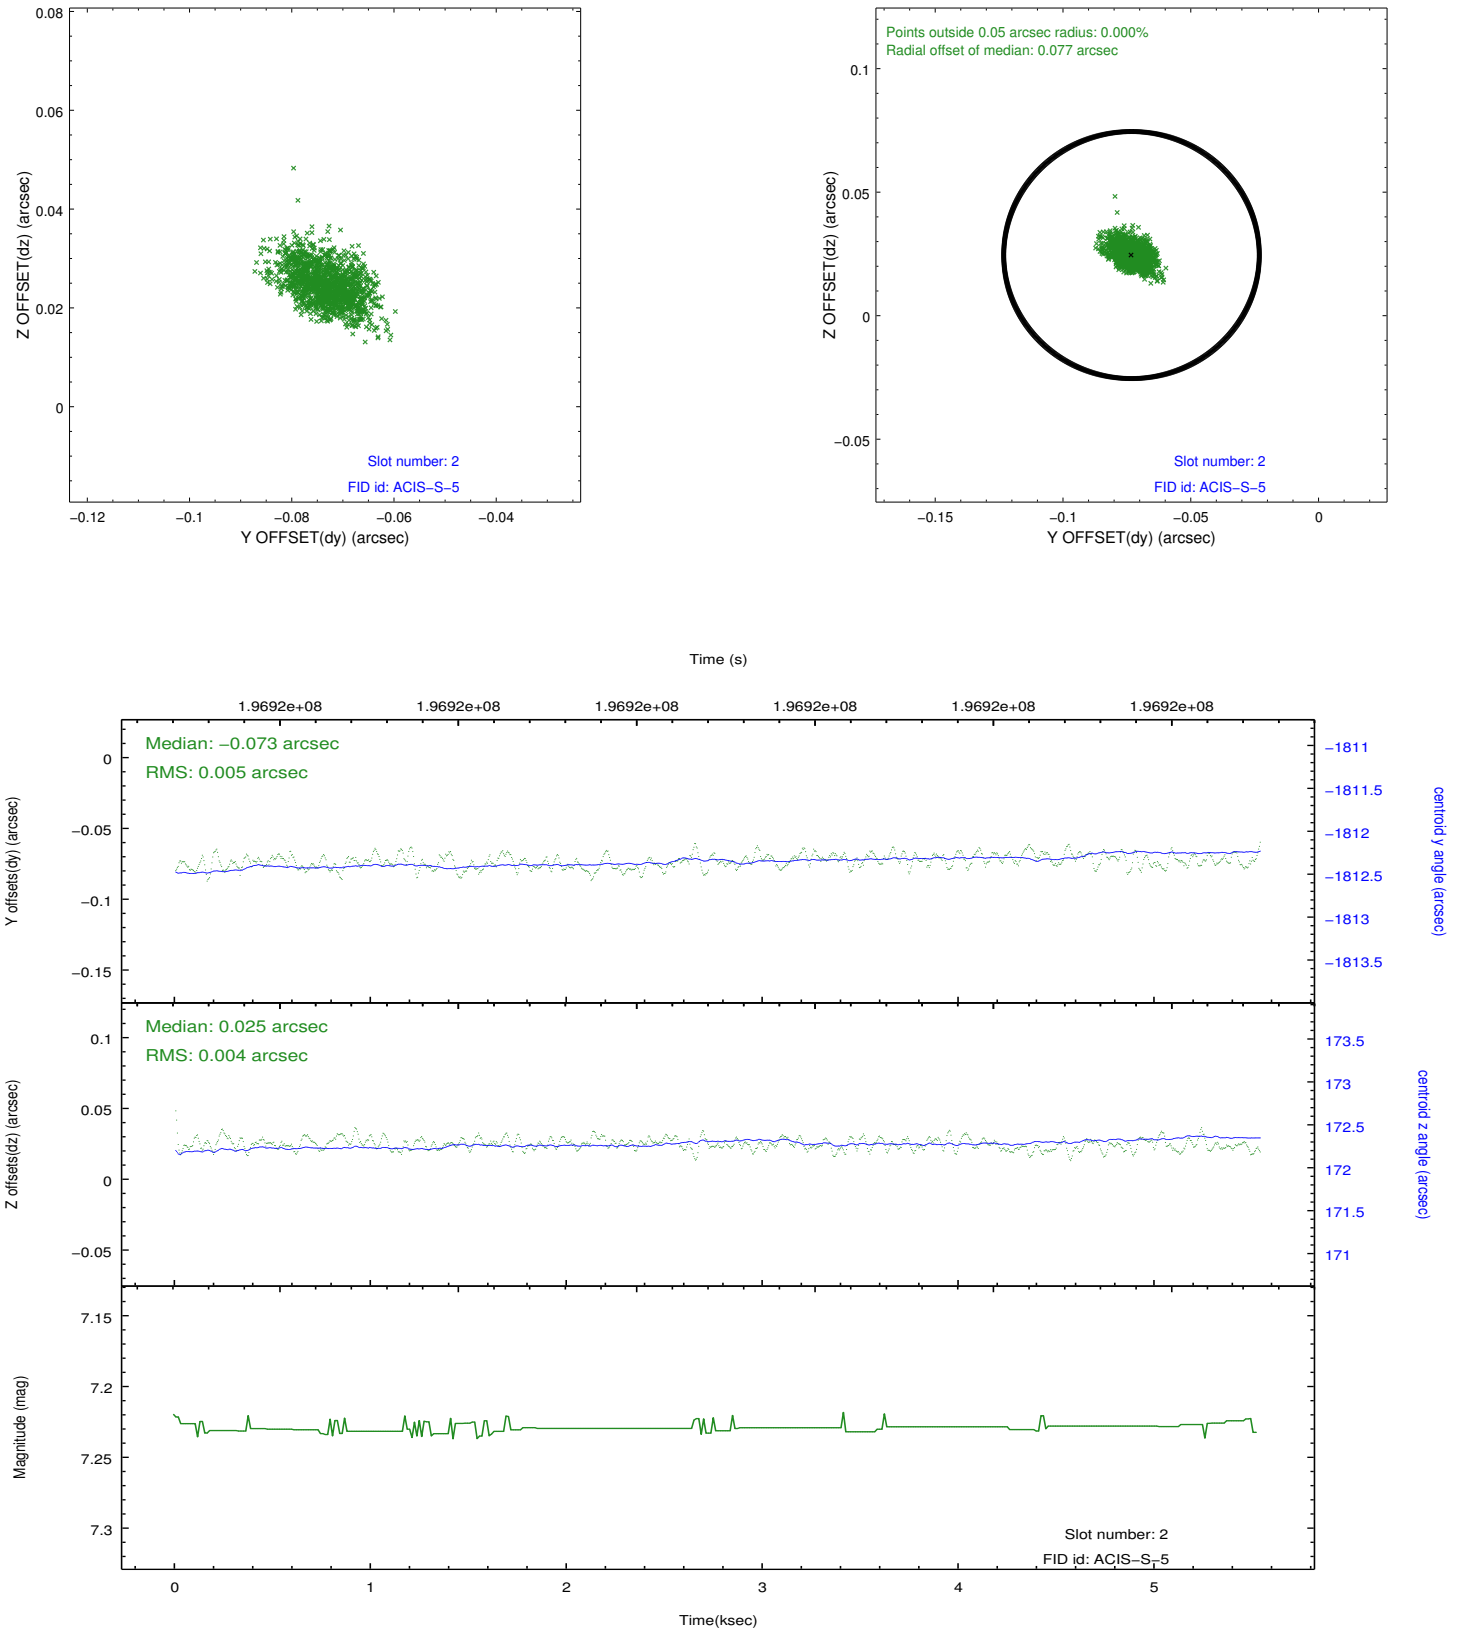 0.08
0.06
0.04
0.02
0
Z OFFSET(dz) (arcsec)
Slot number: 2
FID id: ACIS−S−5
−0.12 −0.1 −0.08 −0.06 −0.04
Y OFFSET(dy) (arcsec)
Points outside 0.05 arcsec radius: 0.000%
Radial offset of median: 0.077 arcsec
0.1
0.05
0
−0.05
Z OFFSET(dz) (arcsec)
Slot number: 2
FID id: ACIS−S−5
−0.15 −0.1 −0.05 0
Y OFFSET(dy) (arcsec)
Time (s)
1.9692e+08 1.9692e+08 1.9692e+08 1.9692e+08 1.9692e+08 1.9692e+08
Median: −0.073 arcsec
RMS: 0.005 arcsec
0
−0.05
−0.1
−0.15
Y offsets(dy) (arcsec)
−1811
−1811.5
−1812
−1812.5
−1813
−1813.5
centroid y angle (arcsec)
Median: 0.025 arcsec
RMS: 0.004 arcsec
0.1
0.05
0
−0.05
Z offsets(dz) (arcsec)
173.5
173
172.5
172
171.5
171
centroid z angle (arcsec)
7.15
7.2
7.25
7.3
Magnitude (mag)
Slot number: 2
FID id: ACIS−S−5
0 1 2 3 4 5
Time(ksec)